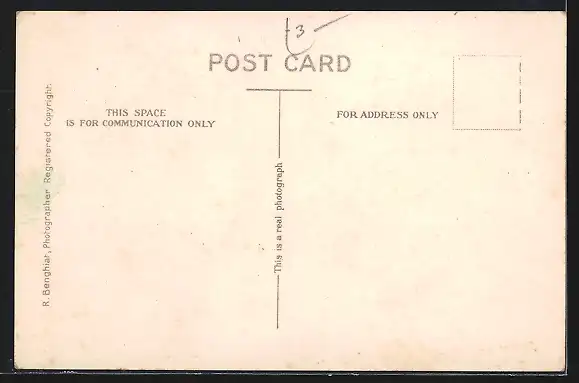 t3-
POST CARD
THIS SPACE
IS FOR COMMUNICATION ONLY
FOR ADDRESS ONLY
This is a real photograph
R. Benghiat, Photographer Registered Copyright.